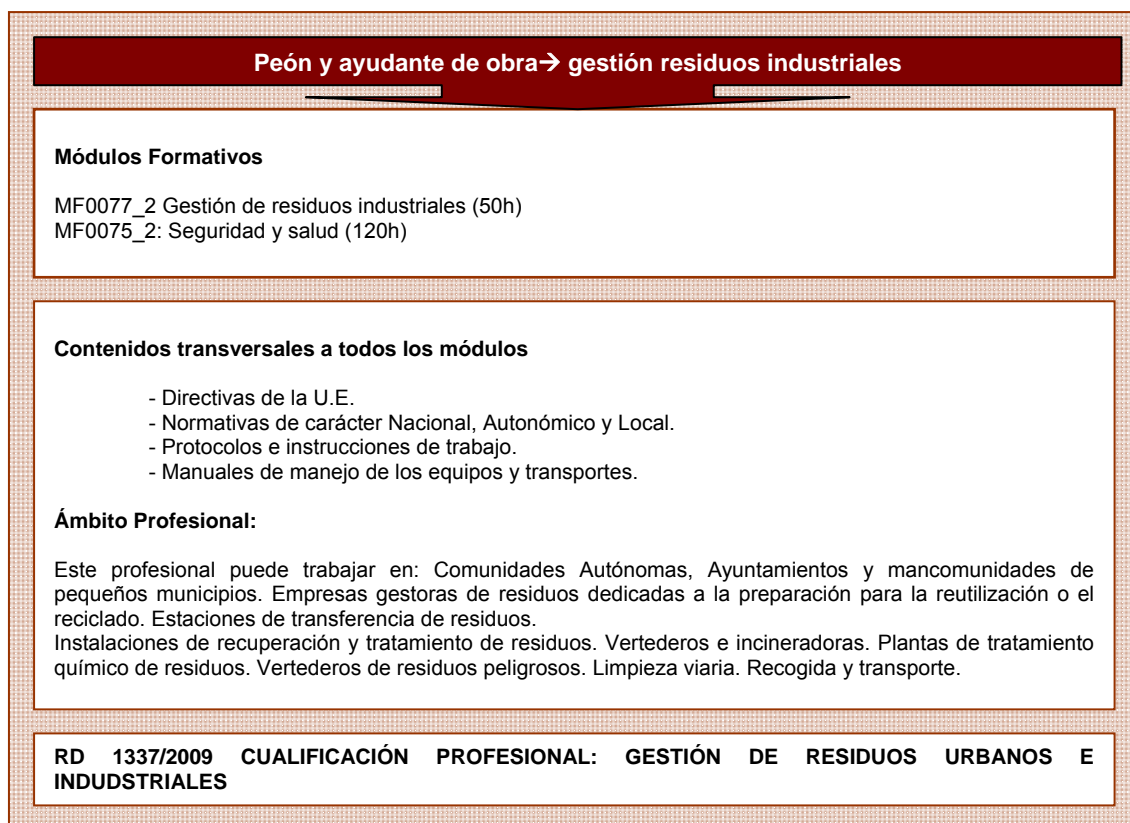 Peón y ayudante de obra→ gestión residuos industriales
Módulos Formativos
MF0077_2 Gestión de residuos industriales (50h)
MF0075_2: Seguridad y salud (120h)
Contenidos transversales a todos los módulos
- Directivas de la U.E.
- Normativas de carácter Nacional, Autonómico y Local.
- Protocolos e instrucciones de trabajo.
- Manuales de manejo de los equipos y transportes.
Ámbito Profesional:
Este profesional puede trabajar en: Comunidades Autónomas, Ayuntamientos y mancomunidades de
pequeños municipios. Empresas gestoras de residuos dedicadas a la preparación para la reutilización o el
reciclado. Estaciones de transferencia de residuos.
Instalaciones de recuperación y tratamiento de residuos. Vertederos e incineradoras. Plantas de tratamiento
químico de residuos. Vertederos de residuos peligrosos. Limpieza viaria. Recogida y transporte.
RD 1337/2009 CUALIFICACIÓN PROFESIONAL: GESTIÓN DE RESIDUOS URBANOS E
INDUDSTRIALES